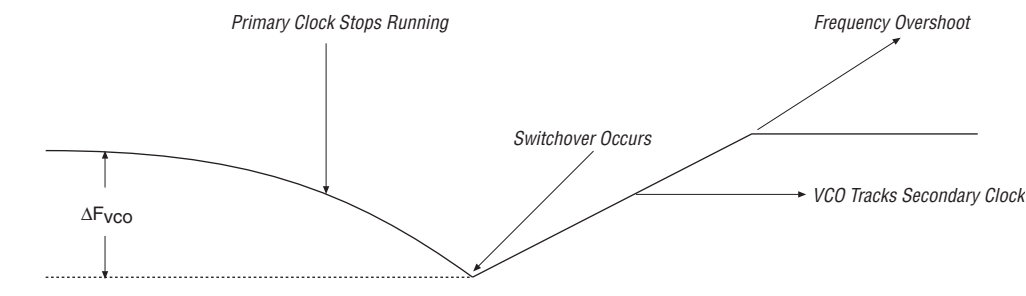 Primary Clock Stops Running
Frequency Overshoot
Switchover Occurs
VCO Tracks Secondary Clock
ΔFVCO